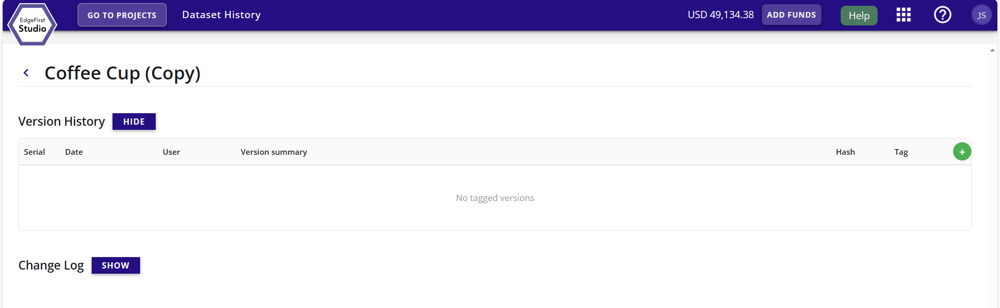 EdgeFirst
Studio
GO TO PROJECTS
Dataset History
USD 49,134.38
ADD FUNDS
Help
JS
Coffee Cup (Copy)
Version History
HIDE
Serial Date User Version summary Hash Tag
No tagged versions
Change Log
SHOW